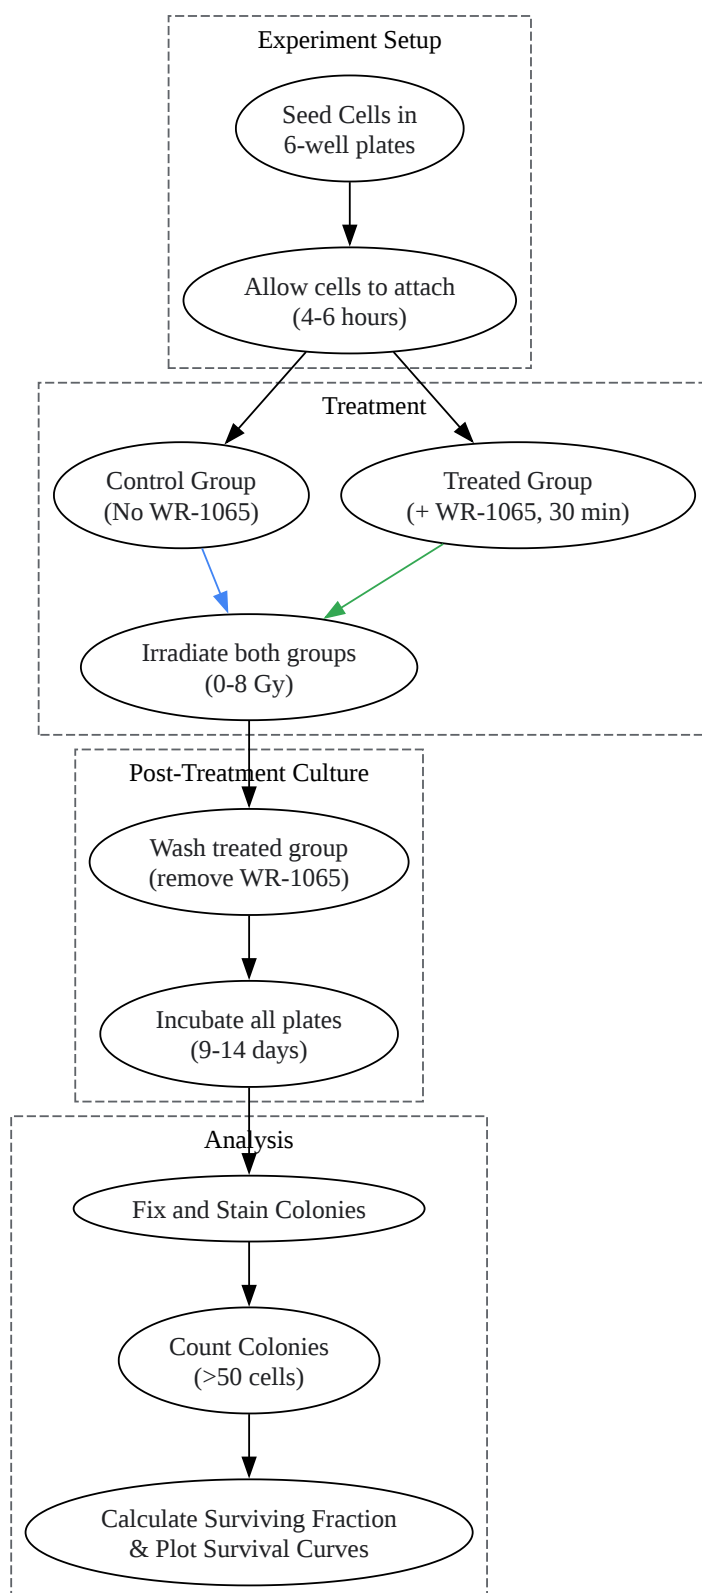 Experiment Setup
Seed Cells in
6-well plates
Allow cells to attach
(4-6 hours)
Treatment
Control Group
(No WR-1065)
Treated Group
(+ WR-1065, 30 min)
Irradiate both groups
(0-8 Gy)
Post-Treatment Culture
Wash treated group
(remove WR-1065)
Incubate all plates
(9-14 days)
Analysis
Fix and Stain Colonies
Count Colonies
(>50 cells)
Calculate Surviving Fraction
& Plot Survival Curves